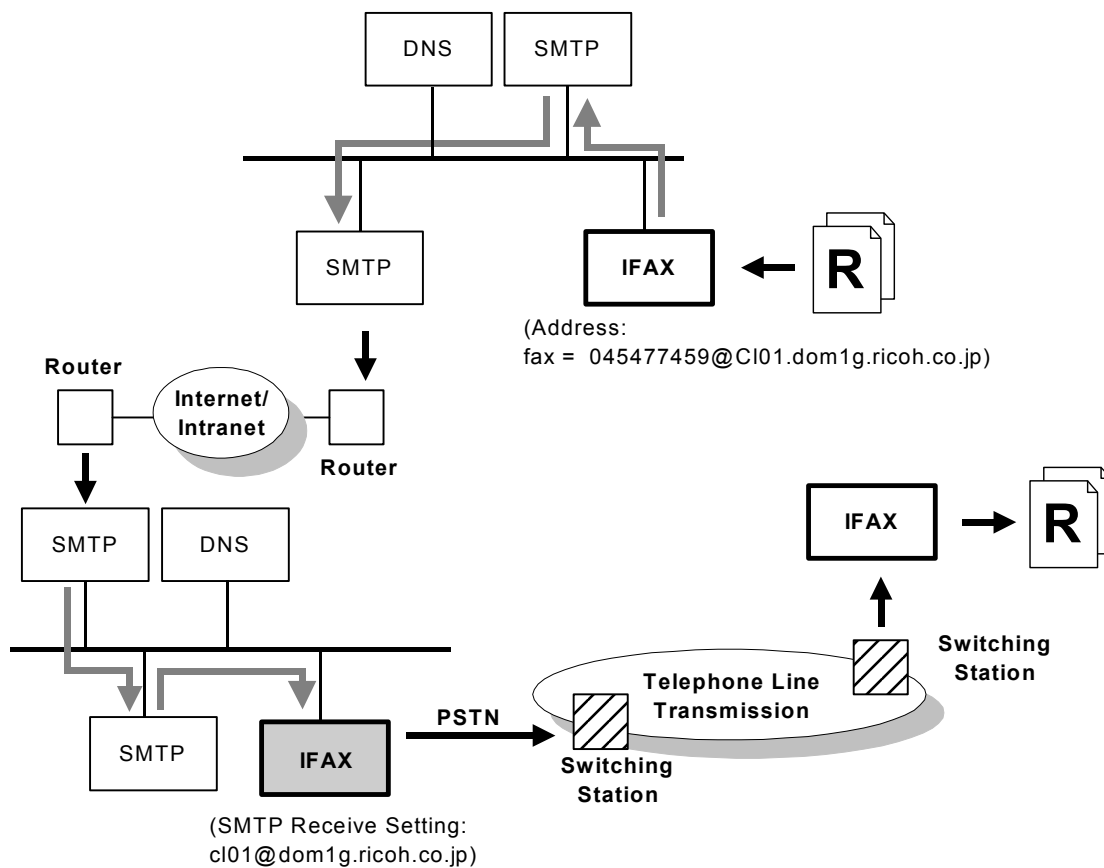 DNS
SMTP
SMTP
IFAX
R
(Address:
fax = 045477459@Cl01.dom1g.ricoh.co.jp)
Router
Internet/
Intranet
Router
SMTP
DNS
IFAX
R
Switching
Station
Telephone Line
Transmission
PSTN
SMTP
IFAX
Switching
Station
(SMTP Receive Setting:
cl01@dom1g.ricoh.co.jp)